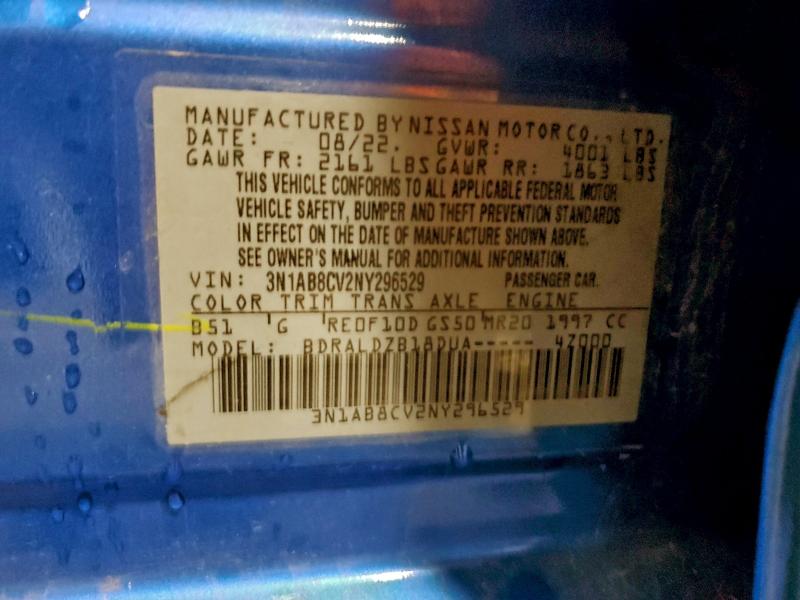 MANUFACTURED BY NISSAN MOTOR CO., LTD.
DATE: 08/22. GVWR: 4001 LBS
GAWR FR: 2161 LBS GAWR RR: 1863 LBS
THIS VEHICLE CONFORMS TO ALL APPLICABLE FEDERAL MOTOR
VEHICLE SAFETY, BUMPER AND THEFT PREVENTION STANDARDS
IN EFFECT ON THE DATE OF MANUFACTURE SHOWN ABOVE.
SEE OWNER'S MANUAL FOR ADDITIONAL INFORMATION.
VIN: 3N1AB8CV2NY296529 PASSENGER CAR.
COLOR TRIM TRANS AXLE ENGINE
B51 G RE0F10D GS50 MR20 1997 CC
MODEL: BDRALDZB18DUA----- 4Z000
3N1AB8CV2NY296529